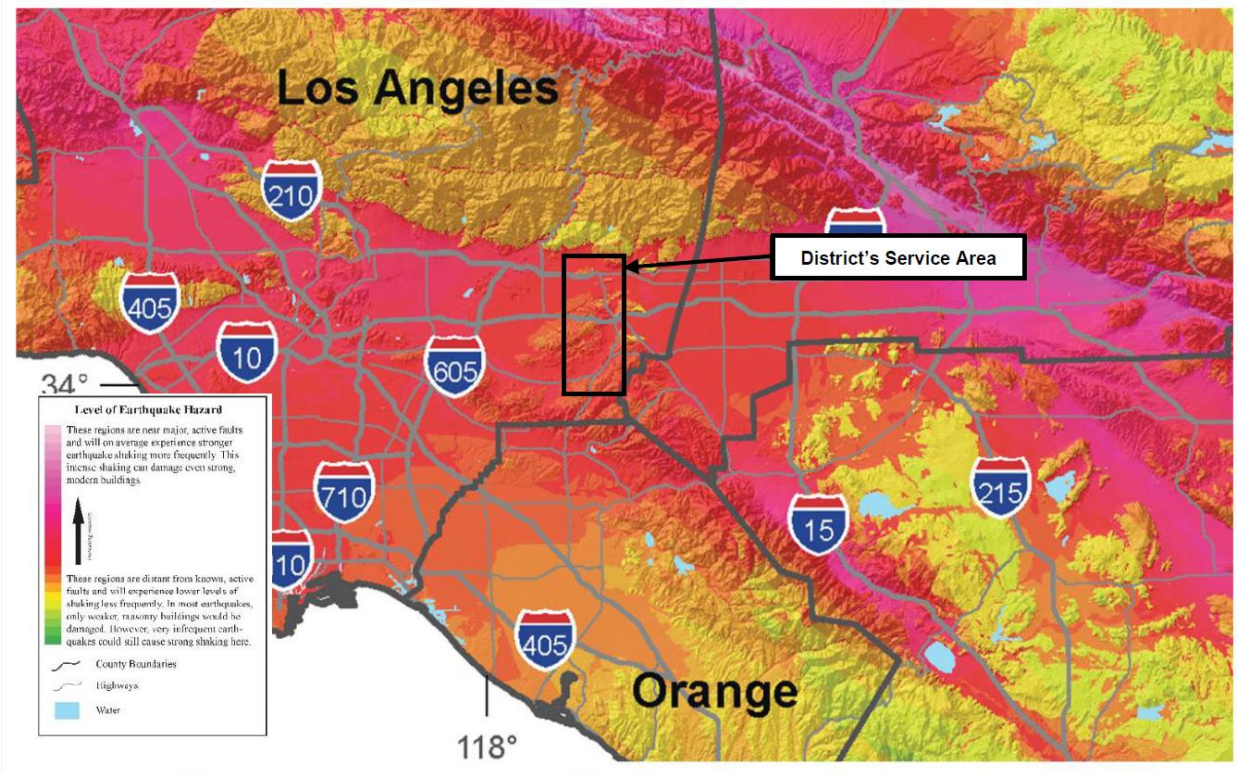 Los Angeles
210
District's Service Area
405
10
605
34°
Level of Earthquake Hazard
These regions are near major, active faults
and will on average experience stronger
earthquake shaking more frequently. This
intense shaking can damage even strong,
modern buildings.
710
215
15
10
These regions are distant from known, active
faults and will experience lower levels of
shaking less frequently. In most earthquakes,
only weaker, masonry buildings would be
damaged. However, very infrequent earth-
quakes could still cause strong shaking here.
405
County Boundaries
Highways
Water
Orange
118°